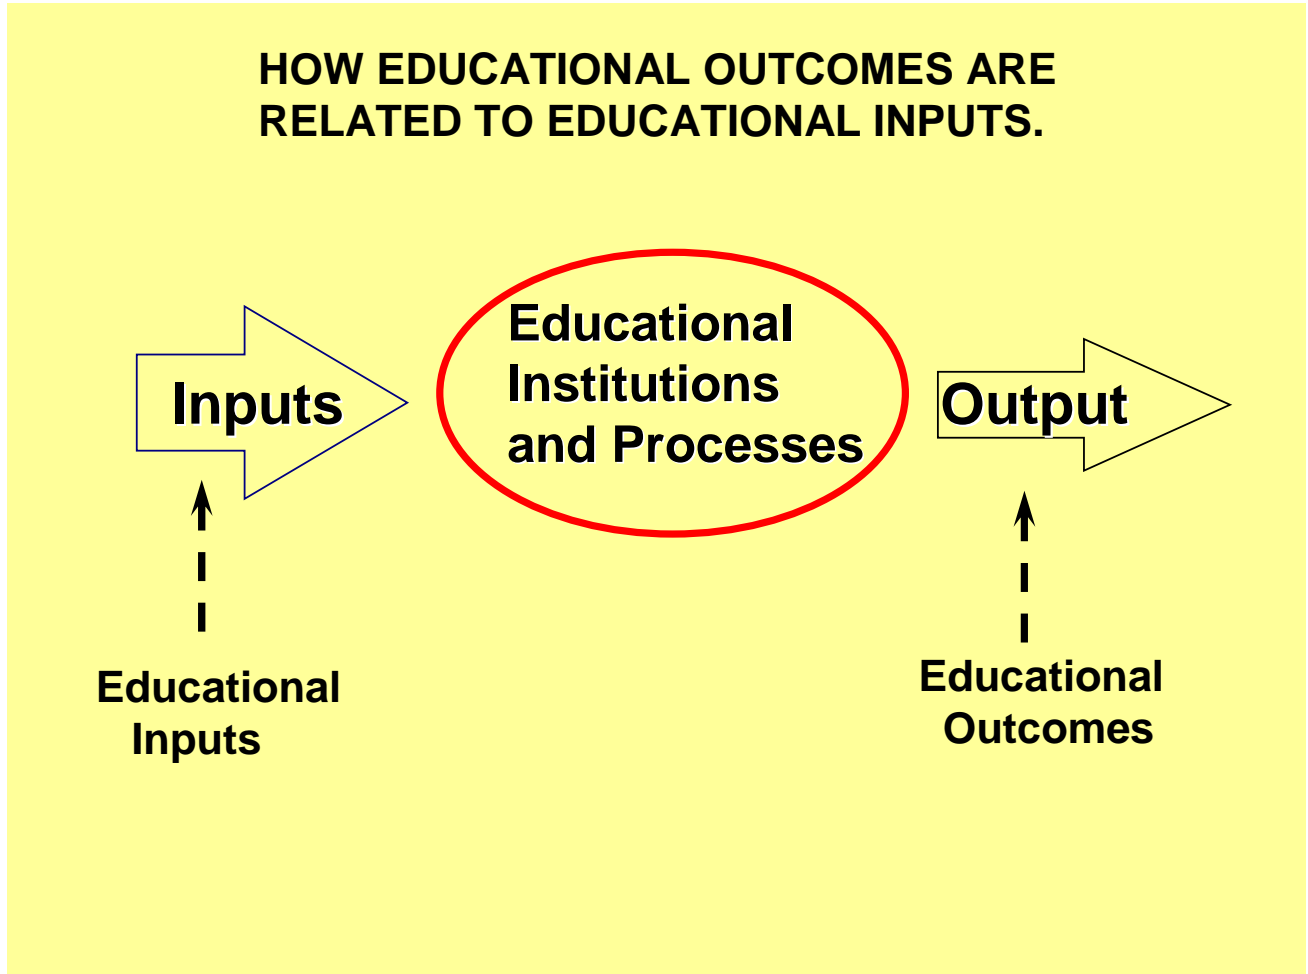 HOW EDUCATIONAL OUTCOMES ARE
RELATED TO EDUCATIONAL INPUTS.
Inputs
Educational
Institutions
and Processes
Output
Educational
Inputs
Educational
Outcomes